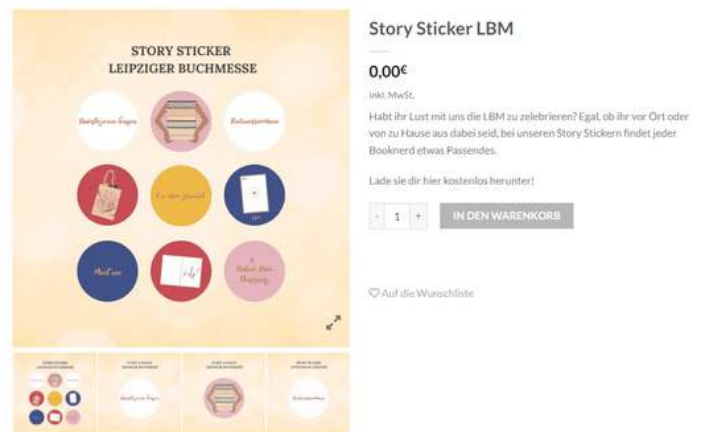 STORY STICKER
LEIPZIGER BUCHMESSE
Meet me
Story Sticker LBM
0,00€
inkl. MwSt.
Habt ihr Lust mit uns die LBM zu zelebrieren? Egal, ob ihr vor Ort oder
von zu Hause aus dabei seid, bei unseren Story Stickern findet jeder
Booknerd etwas Passendes.
Lade sie dir hier kostenlos herunter!
- 1 +
IN DEN WARENKORB
Auf die Wunschliste